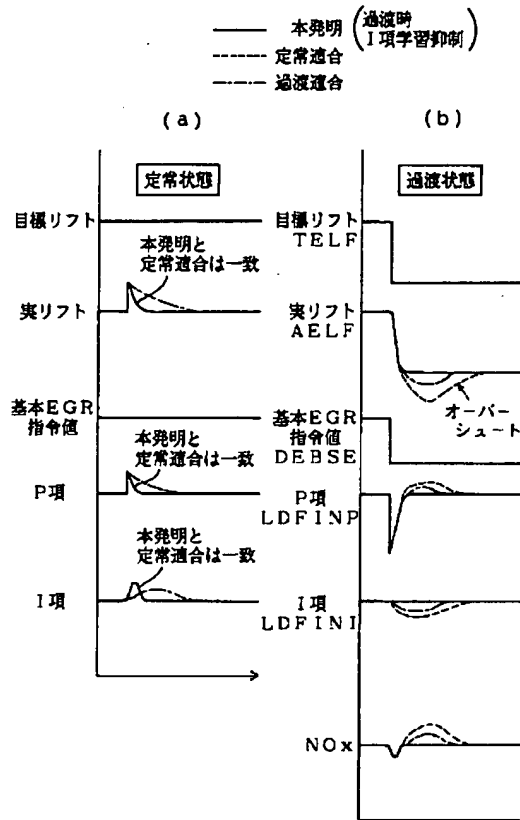 本発明 (過渡時
I項学習抑制)
定常適合
過渡適合
(a)
(b)
定常状態
過渡状態
目標リフト
本発明と
定常適合は一致
実リフト
基本EGR
指令値
本発明と
定常適合は一致
P項
本発明と
定常適合は一致
I項
目標リフト
TELF
実リフト
AELF
オーバー
シュート
基本EGR
指令値
DEBSE
P項
LDFINP
I項
LDFINI
NOx